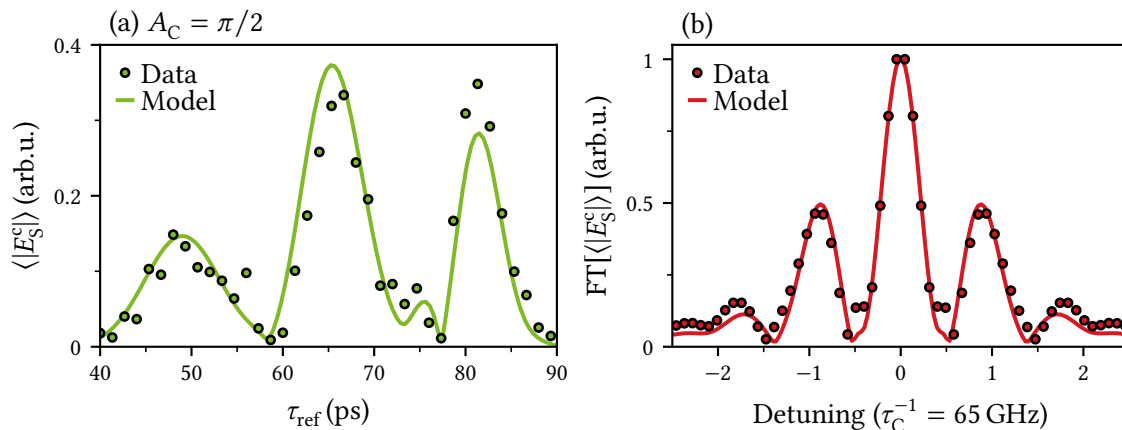 (a) A_C = π/2
0.4
0.2
0
Data
Model
⟨|E_S^c|⟩ (arb.u.)
40 50 60 70 80 90
τ_ref (ps)
(b)
1
0.5
0
Data
Model
FT[⟨|E_S^c|⟩] (arb.u.)
−2 −1 0 1 2
Detuning (τ_C^−1 = 65 GHz)